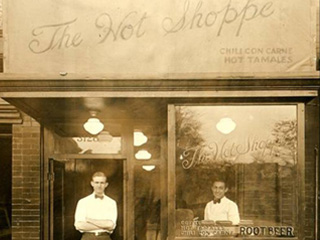 The Hot Shoppe
CHILI CON CARNE
HOT TAMALES
The Hot Shoppe
ROOT BEER